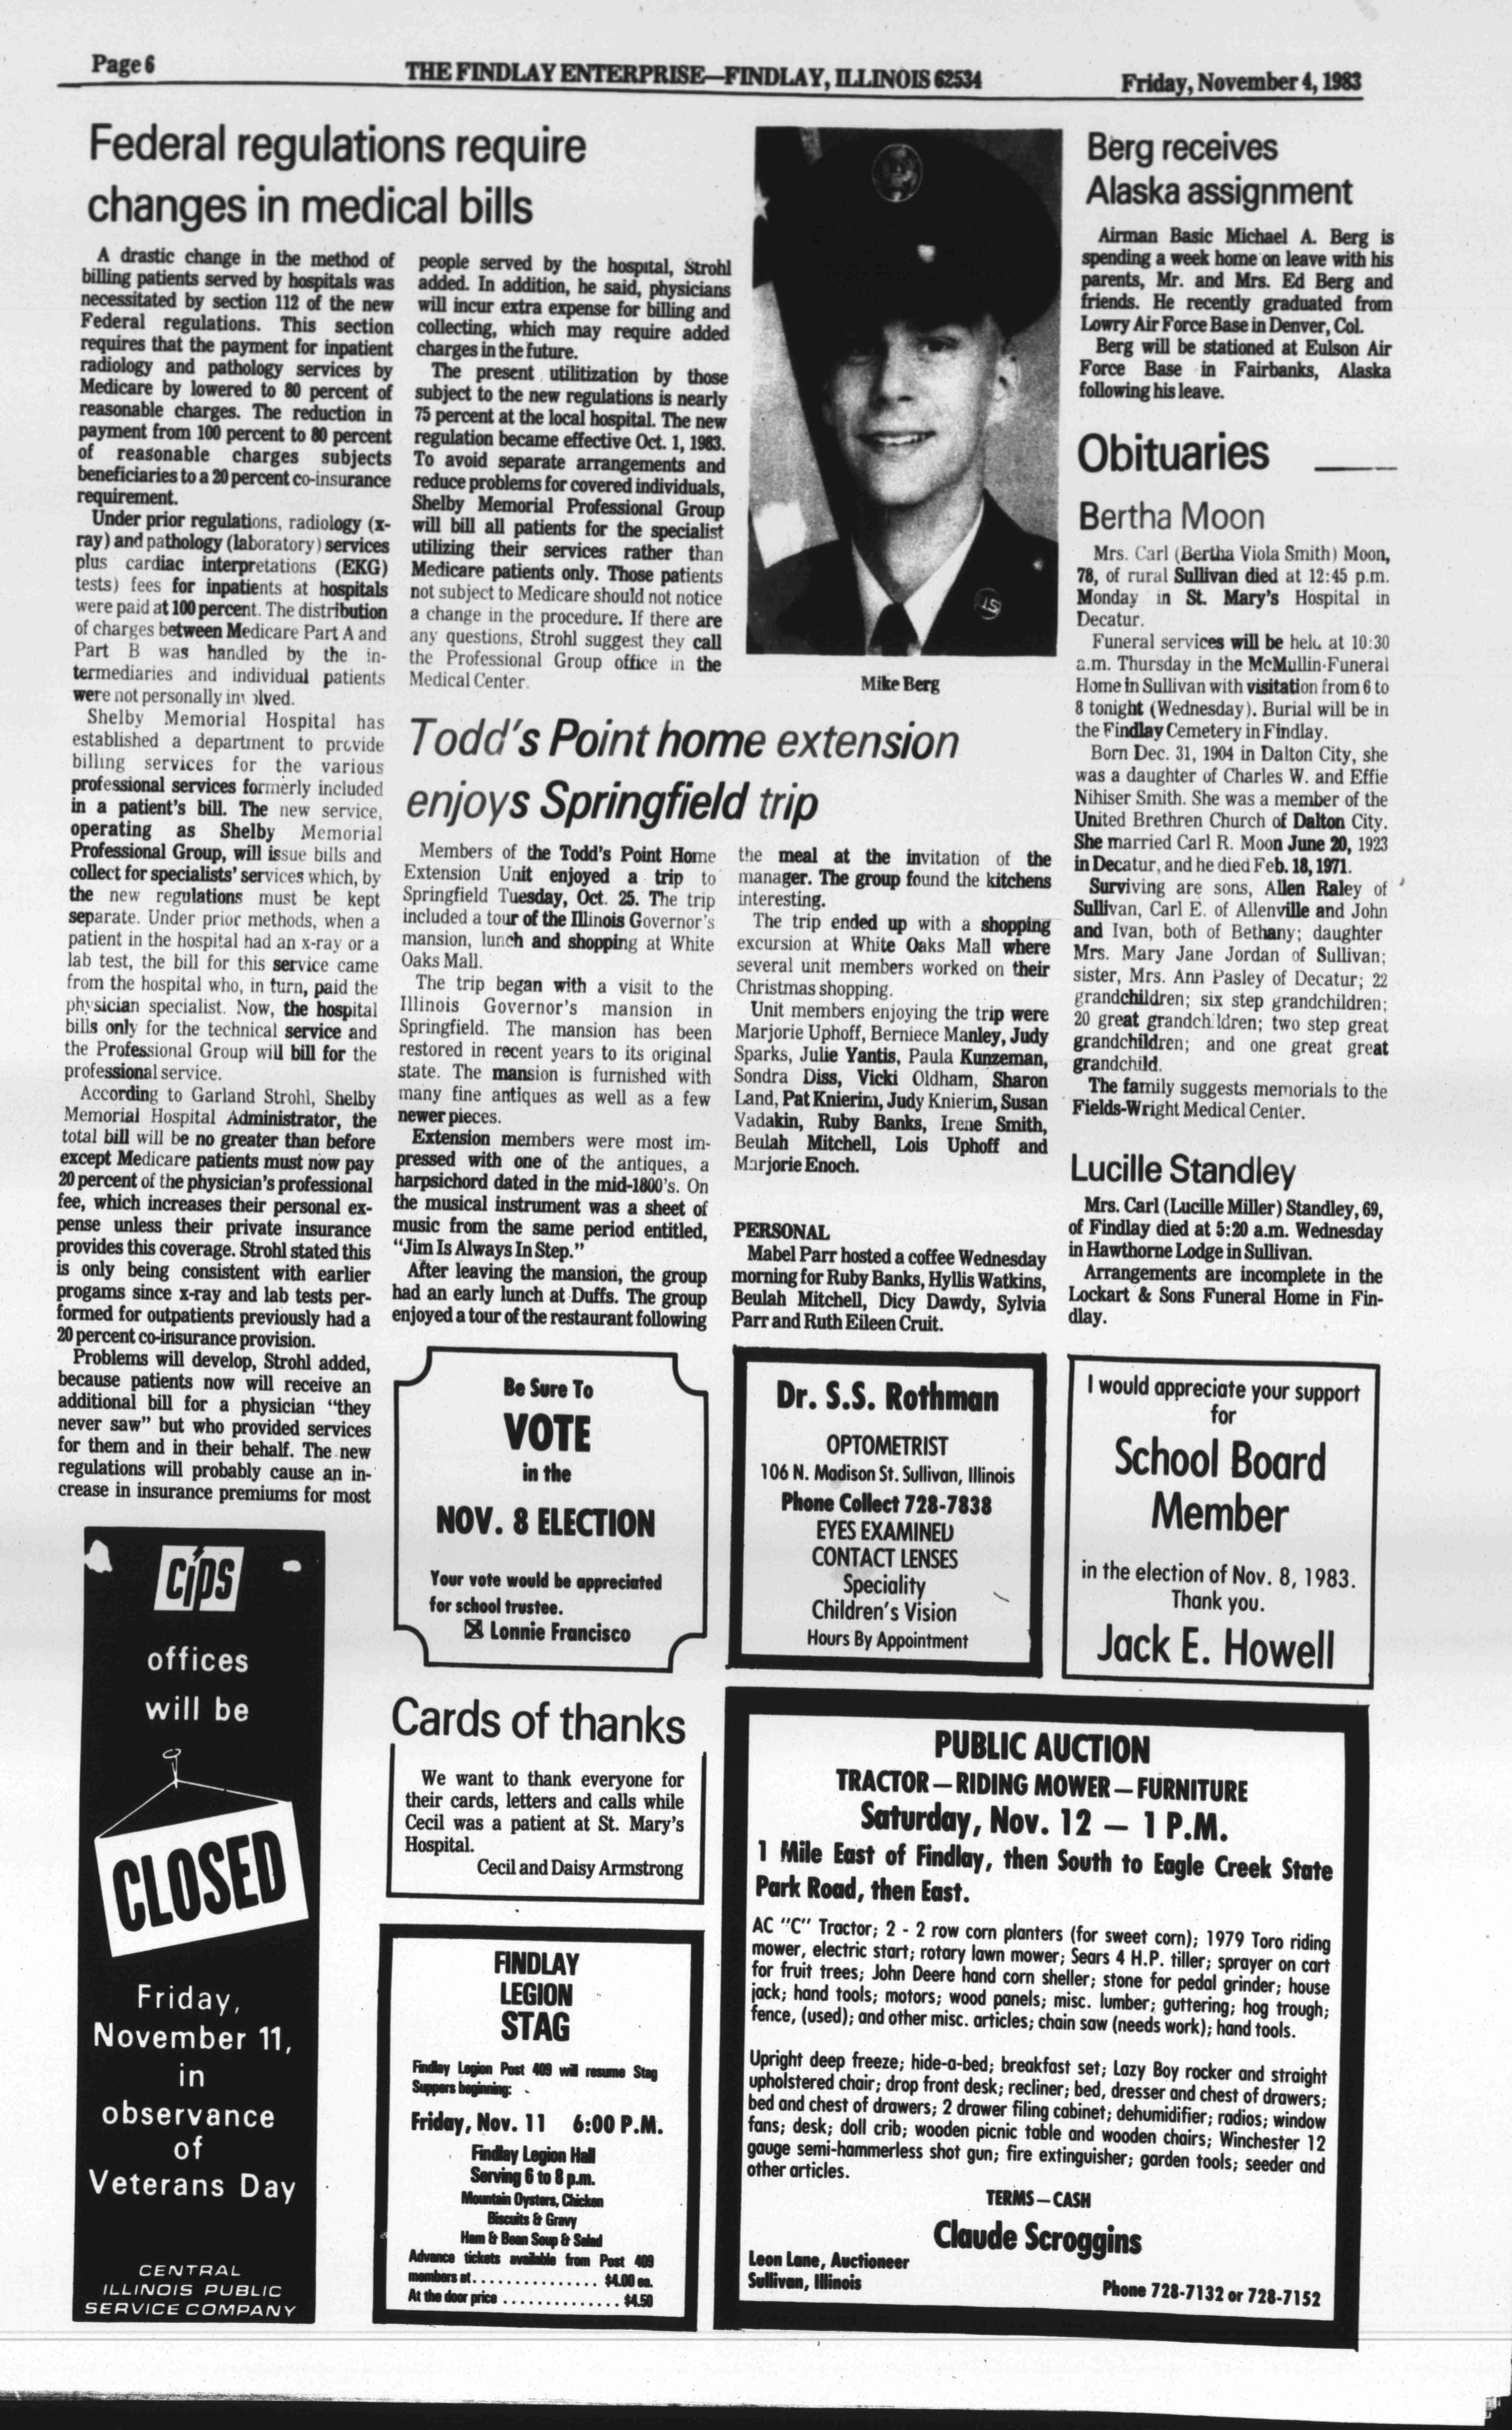 Page 6
THE FINDLAY ENTERPRISE—FINDLAY, ILLINOIS 62534
Friday, November 4, 1983
Federal regulations require
changes in medical bills
A drastic change in the method of
billing patients served by hospitals was
necessitated by section 112 of the new
Federal regulations. This section
requires that the payment for inpatient
radiology and pathology services by
Medicare by lowered to 80 percent of
reasonable charges. The reduction in
payment from 100 percent to 80 percent
of reasonable charges subjects
beneficiaries to a 20 percent co-insurance
requirement.
Under prior regulations, radiology (x-
ray) and pathology (laboratory) services
plus cardiac interpretations (EKG)
tests) fees for inpatients at hospitals
were paid at 100 percent. The distribution
of charges between Medicare Part A and
Part B was handled by the in-
termediaries and individual patients
were not personally involved.
Shelby Memorial Hospital has
established a department to provide
billing services for the various
professional services formerly included
in a patient's bill. The new service,
operating as Shelby Memorial
Professional Group, will issue bills and
collect for specialists' services which, by
the new regulations must be kept
separate. Under prior methods, when a
patient in the hospital had an x-ray or a
lab test, the bill for this service came
from the hospital who, in turn, paid the
physician specialist. Now, the hospital
bills only for the technical service and
the Professional Group will bill for the
professional service.
According to Garland Strohl, Shelby
Memorial Hospital Administrator, the
total bill will be no greater than before
except Medicare patients must now pay
20 percent of the physician's professional
fee, which increases their personal ex-
pense unless their private insurance
provides this coverage. Strohl stated this
is only being consistent with earlier
progams since x-ray and lab tests per-
formed for outpatients previously had a
20 percent co-insurance provision.
Problems will develop, Strohl added,
because patients now will receive an
additional bill for a physician "they
never saw" but who provided services
for them and in their behalf. The new
regulations will probably cause an in-
crease in insurance premiums for most
people served by the hospital, Strohl
added. In addition, he said, physicians
will incur extra expense for billing and
collecting, which may require added
charges in the future.
The present utilitization by those
subject to the new regulations is nearly
75 percent at the local hospital. The new
regulation became effective Oct. 1, 1983.
To avoid separate arrangements and
reduce problems for covered individuals,
Shelby Memorial Professional Group
will bill all patients for the specialist
utilizing their services rather than
Medicare patients only. Those patients
not subject to Medicare should not notice
a change in the procedure. If there are
any questions, Strohl suggest they call
the Professional Group office in the
Medical Center.
Mike Berg
Berg receives
Alaska assignment
Airman Basic Michael A. Berg is
spending a week home on leave with his
parents, Mr. and Mrs. Ed Berg and
friends. He recently graduated from
Lowry Air Force Base in Denver, Col.
Berg will be stationed at Eulson Air
Force Base in Fairbanks, Alaska
following his leave.
Obituaries
Bertha Moon
Mrs. Carl (Bertha Viola Smith) Moon,
78, of rural Sullivan died at 12:45 p.m.
Monday in St. Mary's Hospital in
Decatur.
Funeral services will be held at 10:30
a.m. Thursday in the McMullin-Funeral
Home in Sullivan with visitation from 6 to
8 tonight (Wednesday). Burial will be in
the Findlay Cemetery in Findlay.
Born Dec. 31, 1904 in Dalton City, she
was a daughter of Charles W. and Effie
Nihiser Smith. She was a member of the
United Brethren Church of Dalton City.
She married Carl R. Moon June 20, 1923
in Decatur, and he died Feb. 18, 1971.
Surviving are sons, Allen Raley of
Sullivan, Carl E. of Allenville and John
and Ivan, both of Bethany; daughter
Mrs. Mary Jane Jordan of Sullivan;
sister, Mrs. Ann Pasley of Decatur; 22
grandchildren; six step grandchildren;
20 great grandchildren; two step great
grandchildren; and one great great
grandchild.
The family suggests memorials to the
Fields-Wright Medical Center.
Lucille Standley
Mrs. Carl (Lucille Miller) Standley, 69,
of Findlay died at 5:20 a.m. Wednesday
in Hawthorne Lodge in Sullivan.
Arrangements are incomplete in the
Lockart & Sons Funeral Home in Fin-
dlay.
Todd's Point home extension
enjoys Springfield trip
Members of the Todd's Point Home
Extension Unit enjoyed a trip to
Springfield Tuesday, Oct. 25. The trip
included a tour of the Illinois Governor's
mansion, lunch and shopping at White
Oaks Mall.
The trip began with a visit to the
Illinois Governor's mansion in
Springfield. The mansion has been
restored in recent years to its original
state. The mansion is furnished with
many fine antiques as well as a few
newer pieces.
Extension members were most im-
pressed with one of the antiques, a
harpsichord dated in the mid-1800's. On
the musical instrument was a sheet of
music from the same period entitled,
"Jim Is Always In Step."
After leaving the mansion, the group
had an early lunch at Duffs. The group
enjoyed a tour of the restaurant following
the meal at the invitation of the
manager. The group found the kitchens
interesting.
The trip ended up with a shopping
excursion at White Oaks Mall where
several unit members worked on their
Christmas shopping.
Unit members enjoying the trip were
Marjorie Uphoff, Berniece Manley, Judy
Sparks, Julie Yantis, Paula Kunzeman,
Sondra Diss, Vicki Oldham, Sharon
Land, Pat Knierim, Judy Knierim, Susan
Vadakin, Ruby Banks, Irene Smith,
Beulah Mitchell, Lois Uphoff and
Marjorie Enoch.
PERSONAL
Mabel Parr hosted a coffee Wednesday
morning for Ruby Banks, Hyllis Watkins,
Beulah Mitchell, Dicy Dawdy, Sylvia
Parr and Ruth Eileen Cruit.
Be Sure To
VOTE
in the
NOV. 8 ELECTION
Your vote would be appreciated
for school trustee.
☒ Lonnie Francisco
Dr. S.S. Rothman
OPTOMETRIST
106 N. Madison St. Sullivan, Illinois
Phone Collect 728-7838
EYES EXAMINED
CONTACT LENSES
Speciality
Children's Vision
Hours By Appointment
I would appreciate your support
for
School Board
Member
in the election of Nov. 8, 1983.
Thank you.
Jack E. Howell
cips
offices
will be
CLOSED
Friday,
November 11,
in
observance
of
Veterans Day
CENTRAL
ILLINOIS PUBLIC
SERVICE COMPANY
Cards of thanks
We want to thank everyone for
their cards, letters and calls while
Cecil was a patient at St. Mary's
Hospital.
Cecil and Daisy Armstrong
FINDLAY
LEGION
STAG
Findlay Legion Post 409 will resume Stag
Suppers beginning:
Friday, Nov. 11 6:00 P.M.
Findlay Legion Hall
Serving 6 to 8 p.m.
Mountain Oysters, Chicken
Biscuits & Gravy
Ham & Bean Soup & Salad
Advance tickets available from Post 409
members at............... $4.00 ea.
At the door price.............. $4.50
PUBLIC AUCTION
TRACTOR — RIDING MOWER — FURNITURE
Saturday, Nov. 12 — 1 P.M.
1 Mile East of Findlay, then South to Eagle Creek State
Park Road, then East.
AC "C" Tractor; 2 - 2 row corn planters (for sweet corn); 1979 Toro riding
mower, electric start; rotary lawn mower; Sears 4 H.P. tiller; sprayer on cart
for fruit trees; John Deere hand corn sheller; stone for pedal grinder; house
jack; hand tools; motors; wood panels; misc. lumber; guttering; hog trough;
fence, (used); and other misc. articles; chain saw (needs work); hand tools.
Upright deep freeze; hide-a-bed; breakfast set; Lazy Boy rocker and straight
upholstered chair; drop front desk; recliner; bed, dresser and chest of drawers;
bed and chest of drawers; 2 drawer filing cabinet; dehumidifier; radios; window
fans; desk; doll crib; wooden picnic table and wooden chairs; Winchester 12
gauge semi-hammerless shot gun; fire extinguisher; garden tools; seeder and
other articles.
TERMS — CASH
Claude Scroggins
Leon Lane, Auctioneer
Sullivan, Illinois
Phone 728-7132 or 728-7152